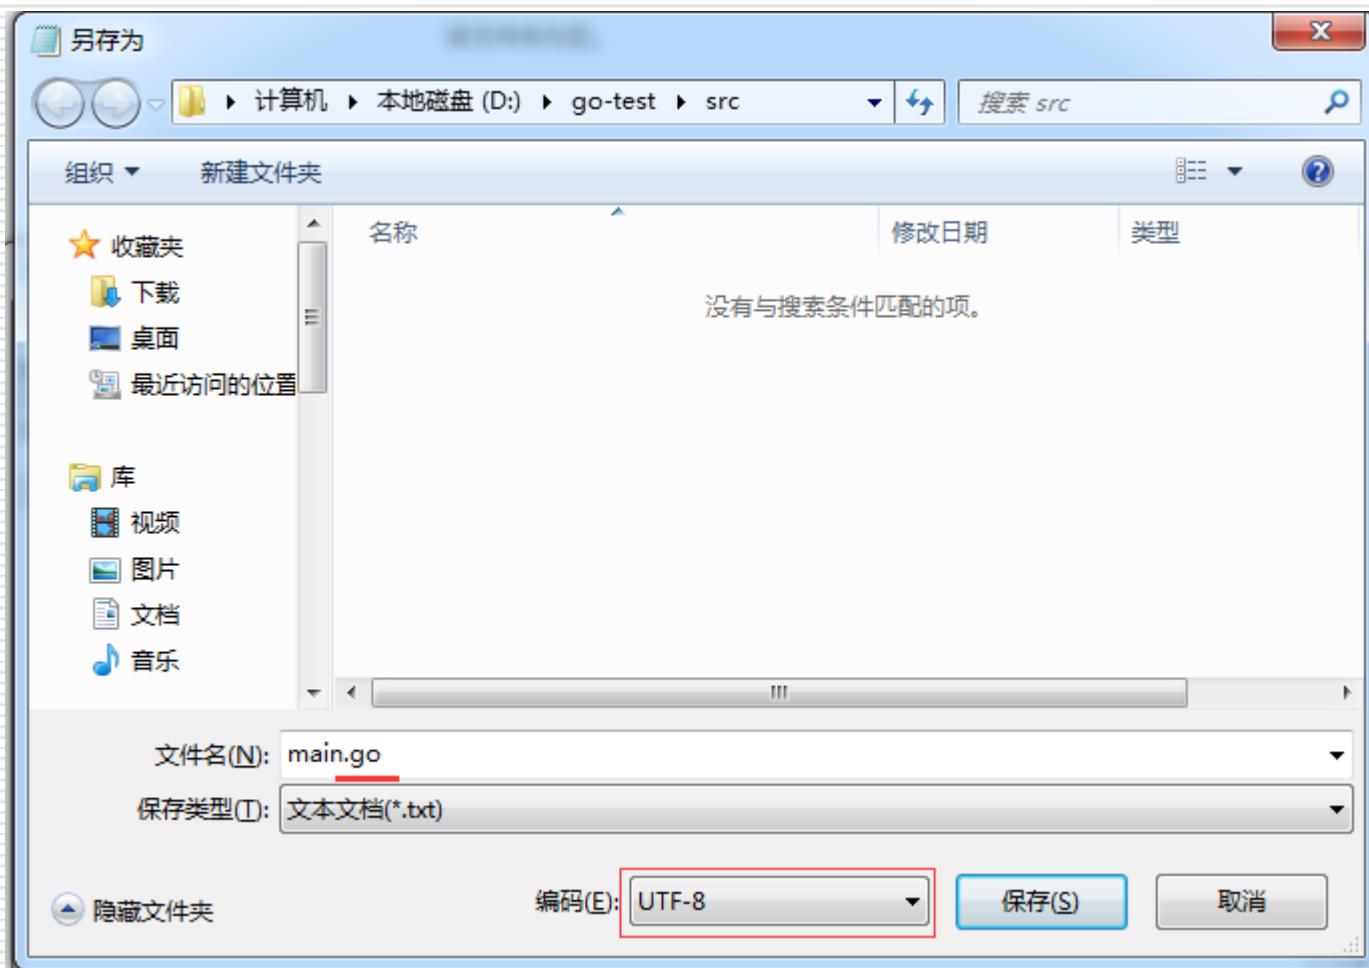 另存为
计算机 本地磁盘 (D:) go-test src 搜索 src
组织 新建文件夹
名称 修改日期 类型
没有与搜索条件匹配的项。
收藏夹
下载
桌面
最近访问的位置
库
视频
图片
文档
音乐
文件名(N): main.go
保存类型(T): 文本文档(*.txt)
隐藏文件夹 编码(E): UTF-8 保存(S) 取消